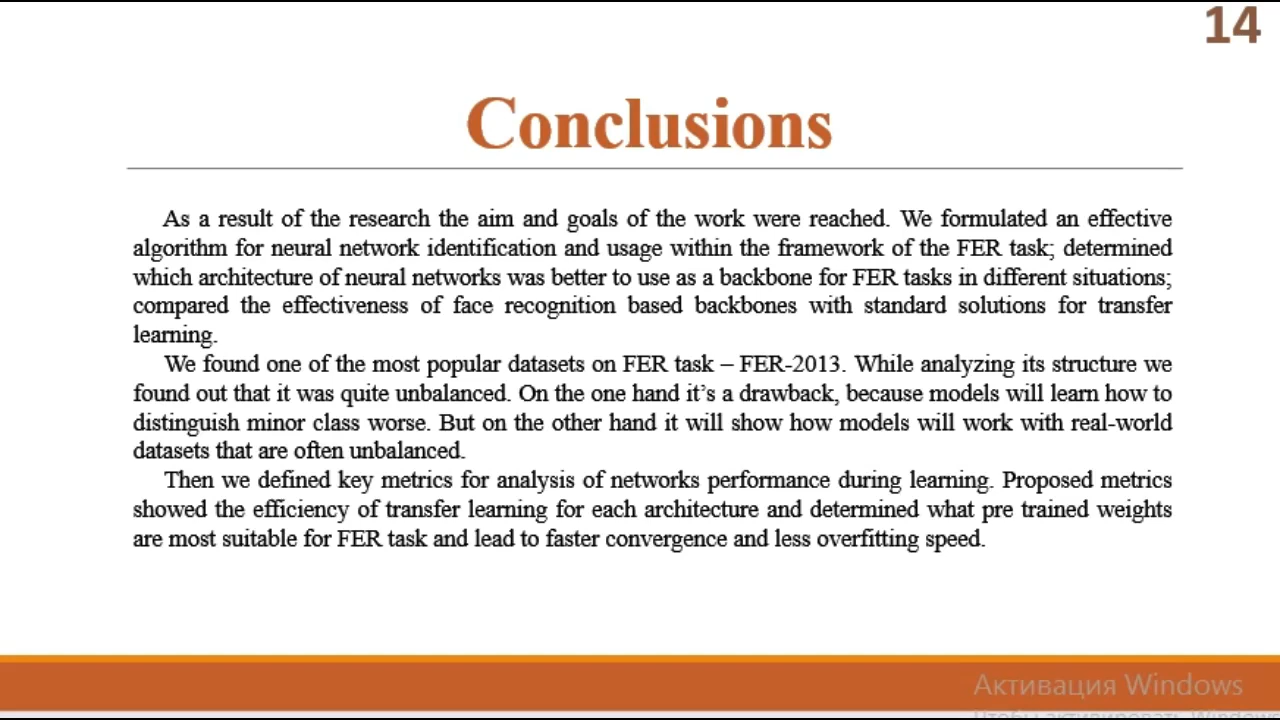 14
Conclusions
As a result of the research the aim and goals of the work were reached. We formulated an effective
algorithm for neural network identification and usage within the framework of the FER task; determined
which architecture of neural networks was better to use as a backbone for FER tasks in different situations;
compared the effectiveness of face recognition based backbones with standard solutions for transfer
learning.
We found one of the most popular datasets on FER task – FER-2013. While analyzing its structure we
found out that it was quite unbalanced. On the one hand it’s a drawback, because models will learn how to
distinguish minor class worse. But on the other hand it will show how models will work with real-world
datasets that are often unbalanced.
Then we defined key metrics for analysis of networks performance during learning. Proposed metrics
showed the efficiency of transfer learning for each architecture and determined what pre trained weights
are most suitable for FER task and lead to faster convergence and less overfitting speed.
Активация Windows